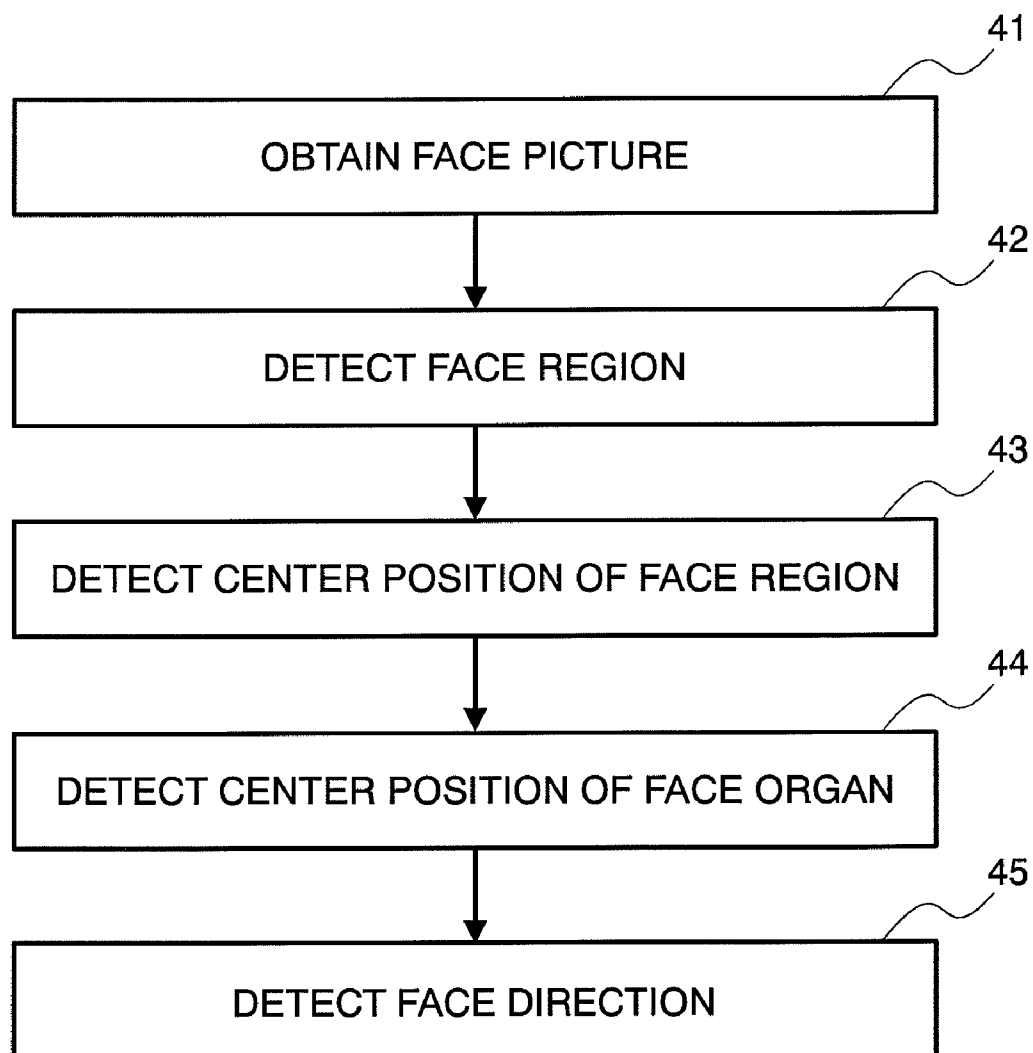 41
OBTAIN FACE PICTURE
42
DETECT FACE REGION
43
DETECT CENTER POSITION OF FACE REGION
44
DETECT CENTER POSITION OF FACE ORGAN
45
DETECT FACE DIRECTION